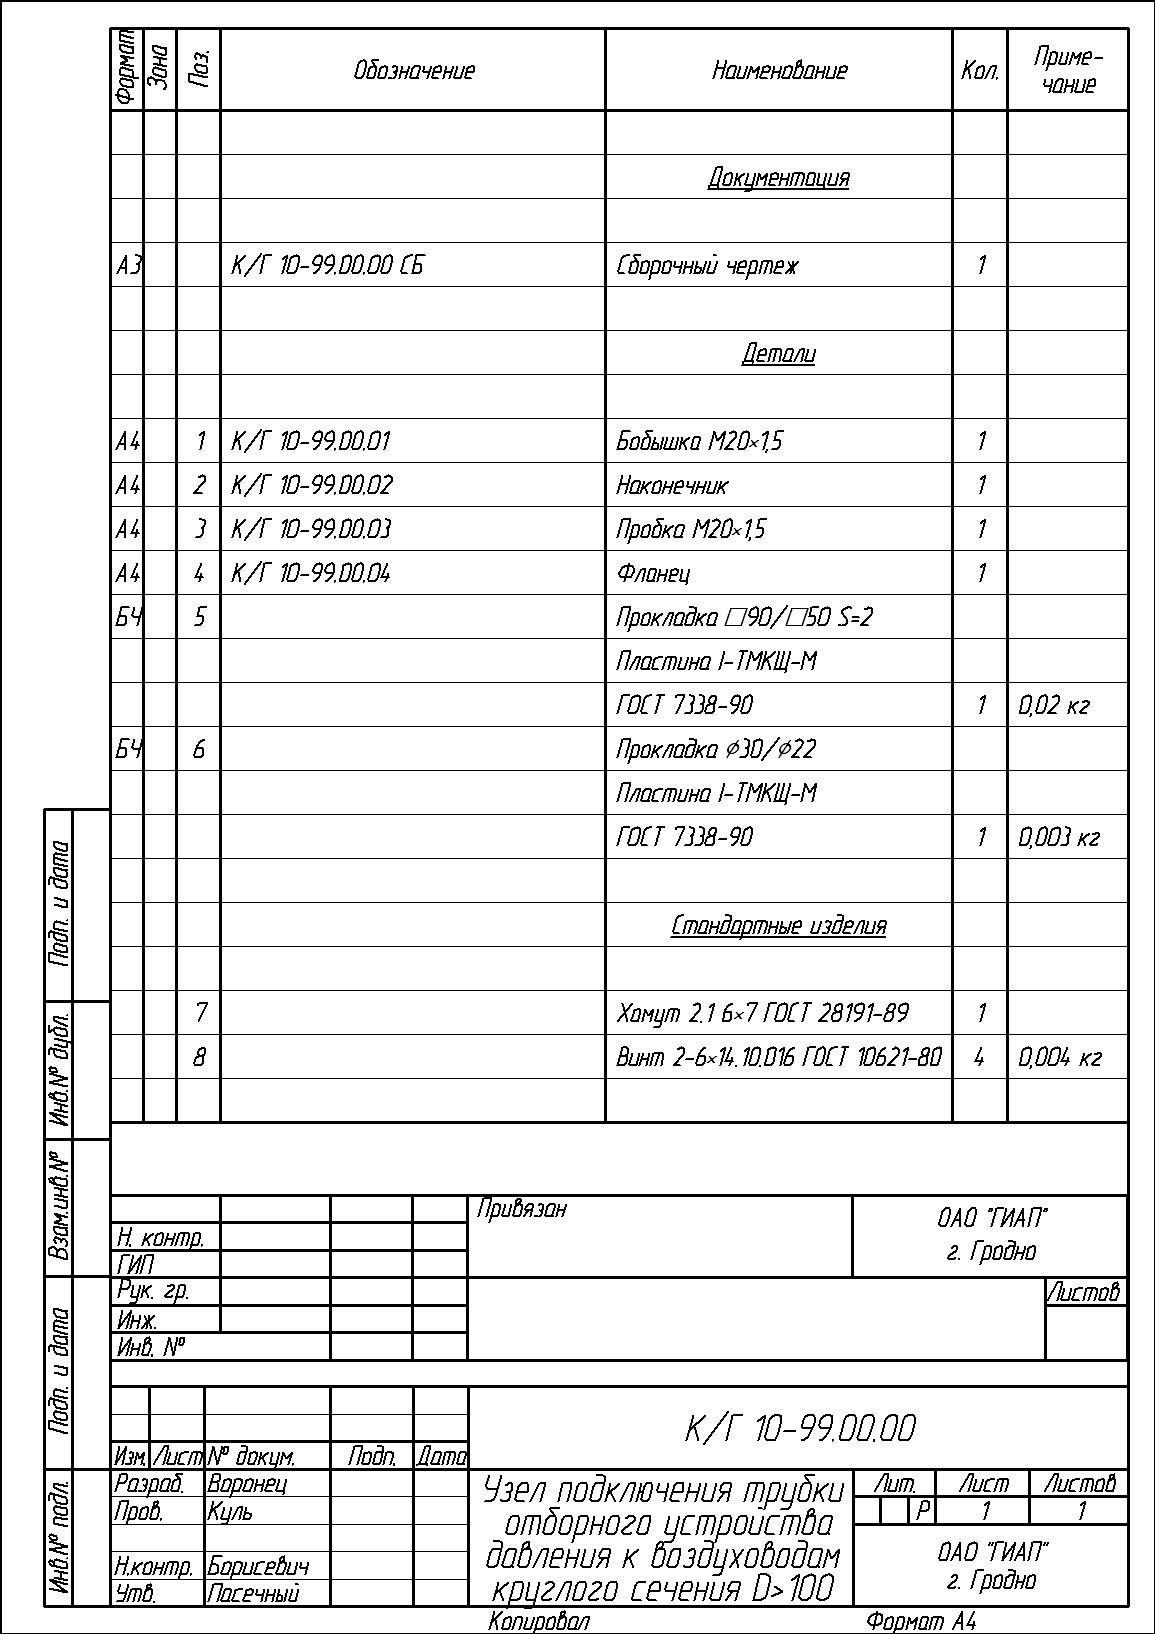 Формат Зона Поз. Обозначение Наименование Кол. Приме-
чание
Документация
А3 К/Г 10-99.00.00 СБ Сборочный чертеж 1
Детали
А4 1 К/Г 10-99.00.01 Бобышка М20×1,5 1
А4 2 К/Г 10-99.00.02 Наконечник 1
А4 3 К/Г 10-99.00.03 Пробка М20×1,5 1
А4 4 К/Г 10-99.00.04 Фланец 1
БЧ 5 Прокладка □90/□50 S=2
Пластина I-ТМКЩ-М
ГОСТ 7338-90 1 0,02 кг
БЧ 6 Прокладка ⌀30/⌀22
Пластина I-ТМКЩ-М
ГОСТ 7338-90 1 0,003 кг
Стандартные изделия
7 Хомут 2.1 6×7 ГОСТ 28191-89 1
8 Винт 2-6×14.10.016 ГОСТ 10621-80 4 0,004 кг
Подп. и дата
Инв.№ дубл.
Взам.инв.№
Подп. и дата
Инв.№ подл.
Привязан
ОАО "ГИАП"
г. Гродно
Н. контр.
ГИП
Рук. гр.
Листов
Инж.
Инв. №
К/Г 10-99.00.00
Изм. Лист № докум. Подп. Дата
Разраб. Воронец
Пров. Куль
Н.контр. Борисевич
Утв. Пасечный
Узел подключения трубки
отборного устройства
давления к воздуховодам
круглого сечения D>100
Лит. Лист Листов
Р 1 1
ОАО "ГИАП"
г. Гродно
Копировал Формат А4